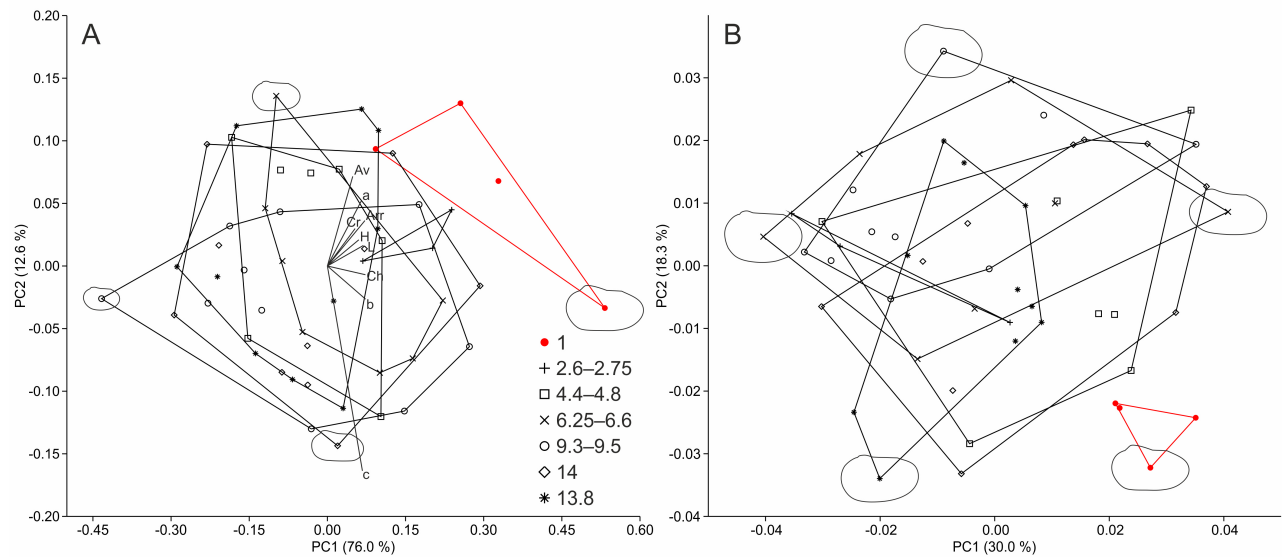 A
0.20
0.15
0.10
0.05
0.00
-0.05
-0.10
-0.15
-0.20
PC2 (12.6 %)
-0.45
-0.30
-0.15
0.00
0.15
0.30
0.45
0.60
PC1 (76.0 %)
Av
a
Arr
Cr
H
L
Ch
b
c
1
2.6–2.75
4.4–4.8
6.25–6.6
9.3–9.5
14
13.8
B
0.03
0.02
0.01
0.00
-0.01
-0.02
-0.03
-0.04
PC2 (18.3 %)
-0.04
-0.02
0.00
0.02
0.04
PC1 (30.0 %)